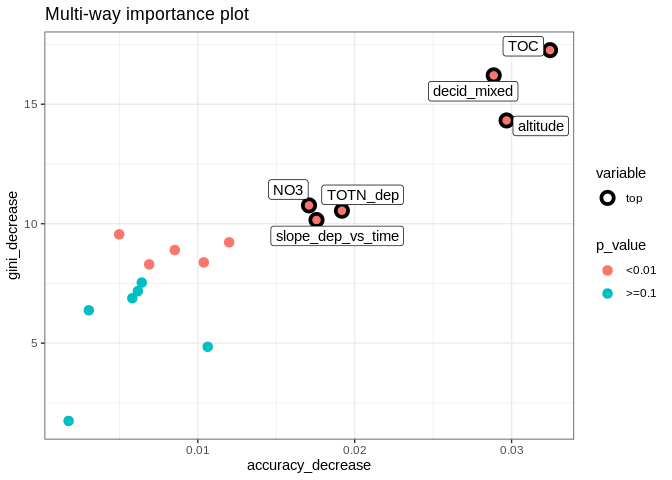 Multi-way importance plot
TOC
decid_mixed
altitude
NO3
TOTN_dep
slope_dep_vs_time
15
10
5
gini_decrease
0.01
0.02
0.03
accuracy_decrease
variable
top
p_value
<0.01
>=0.1